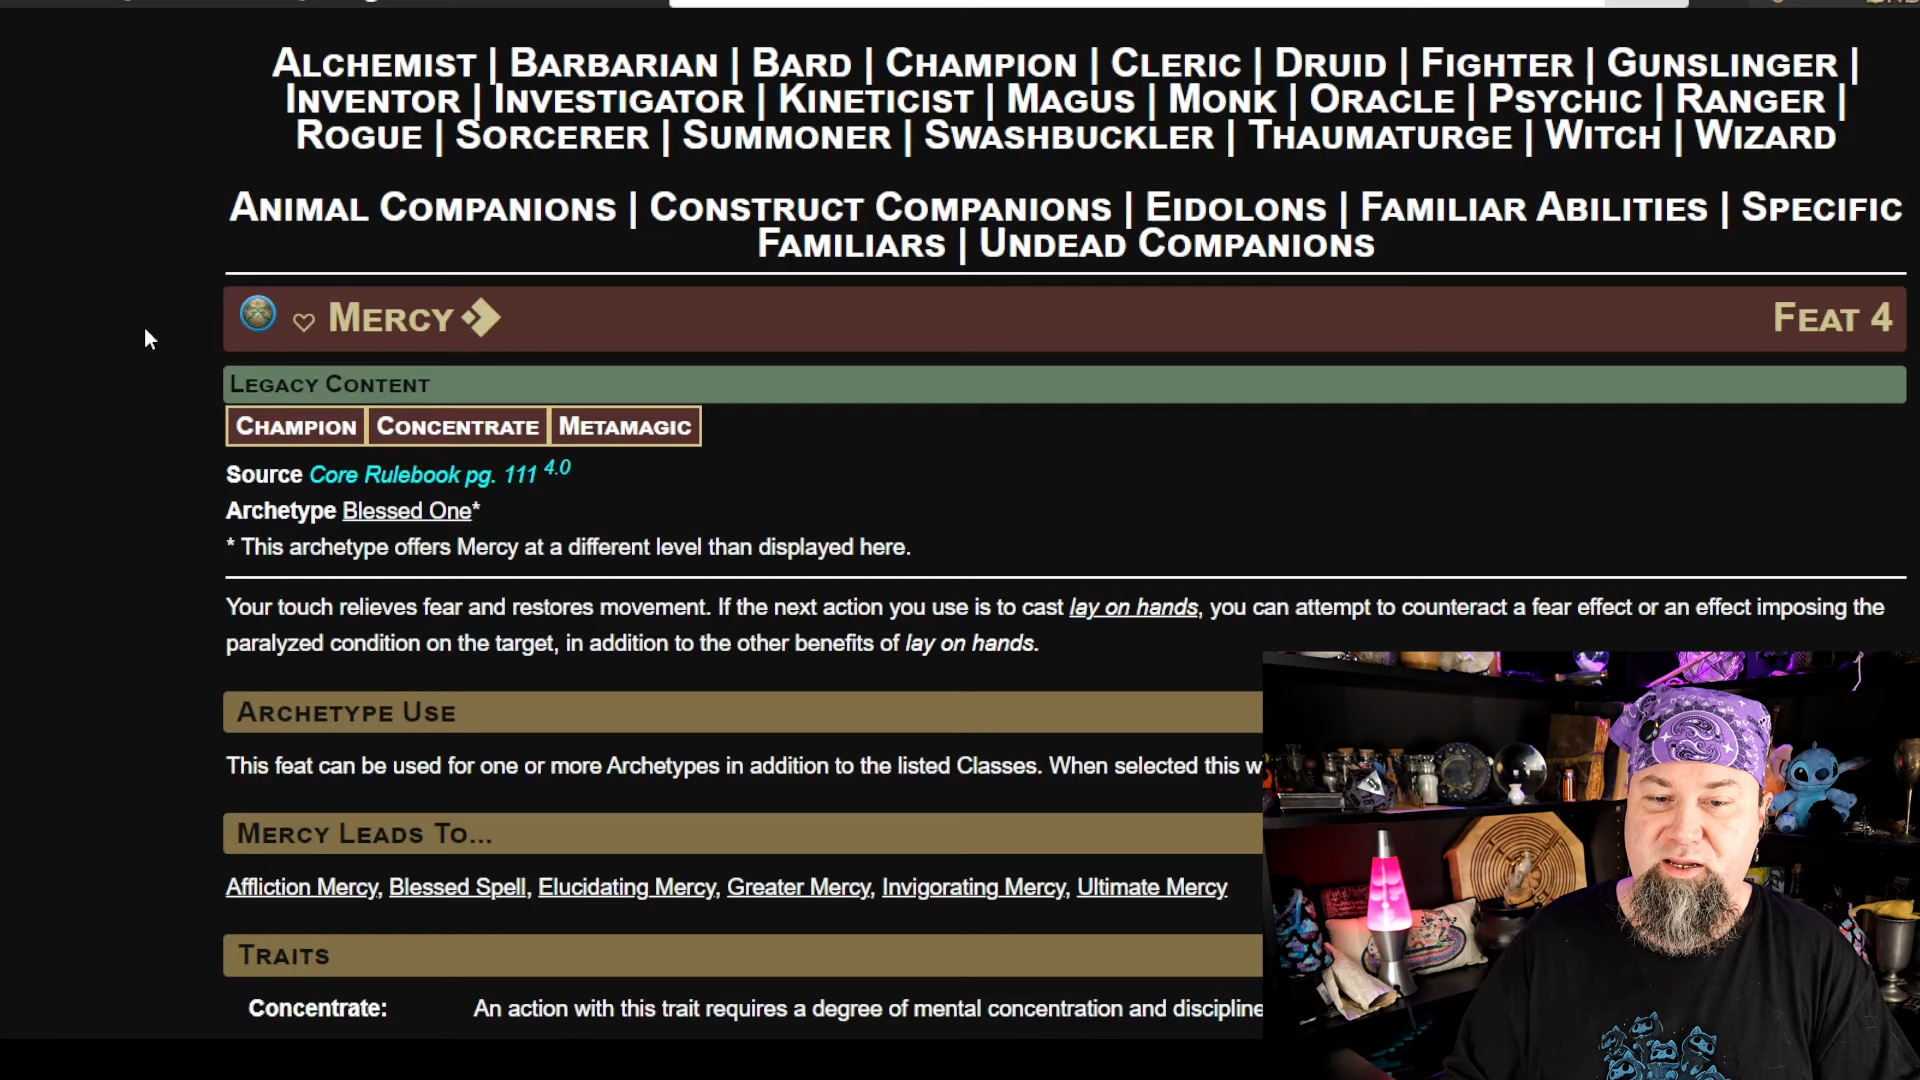 Alchemist | Barbarian | Bard | Champion | Cleric | Druid | Fighter | Gunslinger |
Inventor | Investigator | Kineticist | Magus | Monk | Oracle | Psychic | Ranger |
Rogue | Sorcerer | Summoner | Swashbuckler | Thaumaturge | Witch | Wizard
Animal Companions | Construct Companions | Eidolons | Familiar Abilities | Specific
Familiars | Undead Companions
Mercy Feat 4
Legacy Content
Champion Concentrate Metamagic
Source Core Rulebook pg. 111 4.0
Archetype Blessed One*
* This archetype offers Mercy at a different level than displayed here.
Your touch relieves fear and restores movement. If the next action you use is to cast lay on hands, you can attempt to counteract a fear effect or an effect imposing the
paralyzed condition on the target, in addition to the other benefits of lay on hands.
Archetype Use
This feat can be used for one or more Archetypes in addition to the listed Classes. When selected this w
Mercy Leads To...
Affliction Mercy, Blessed Spell, Elucidating Mercy, Greater Mercy, Invigorating Mercy, Ultimate Mercy
Traits
Concentrate: An action with this trait requires a degree of mental concentration and discipline